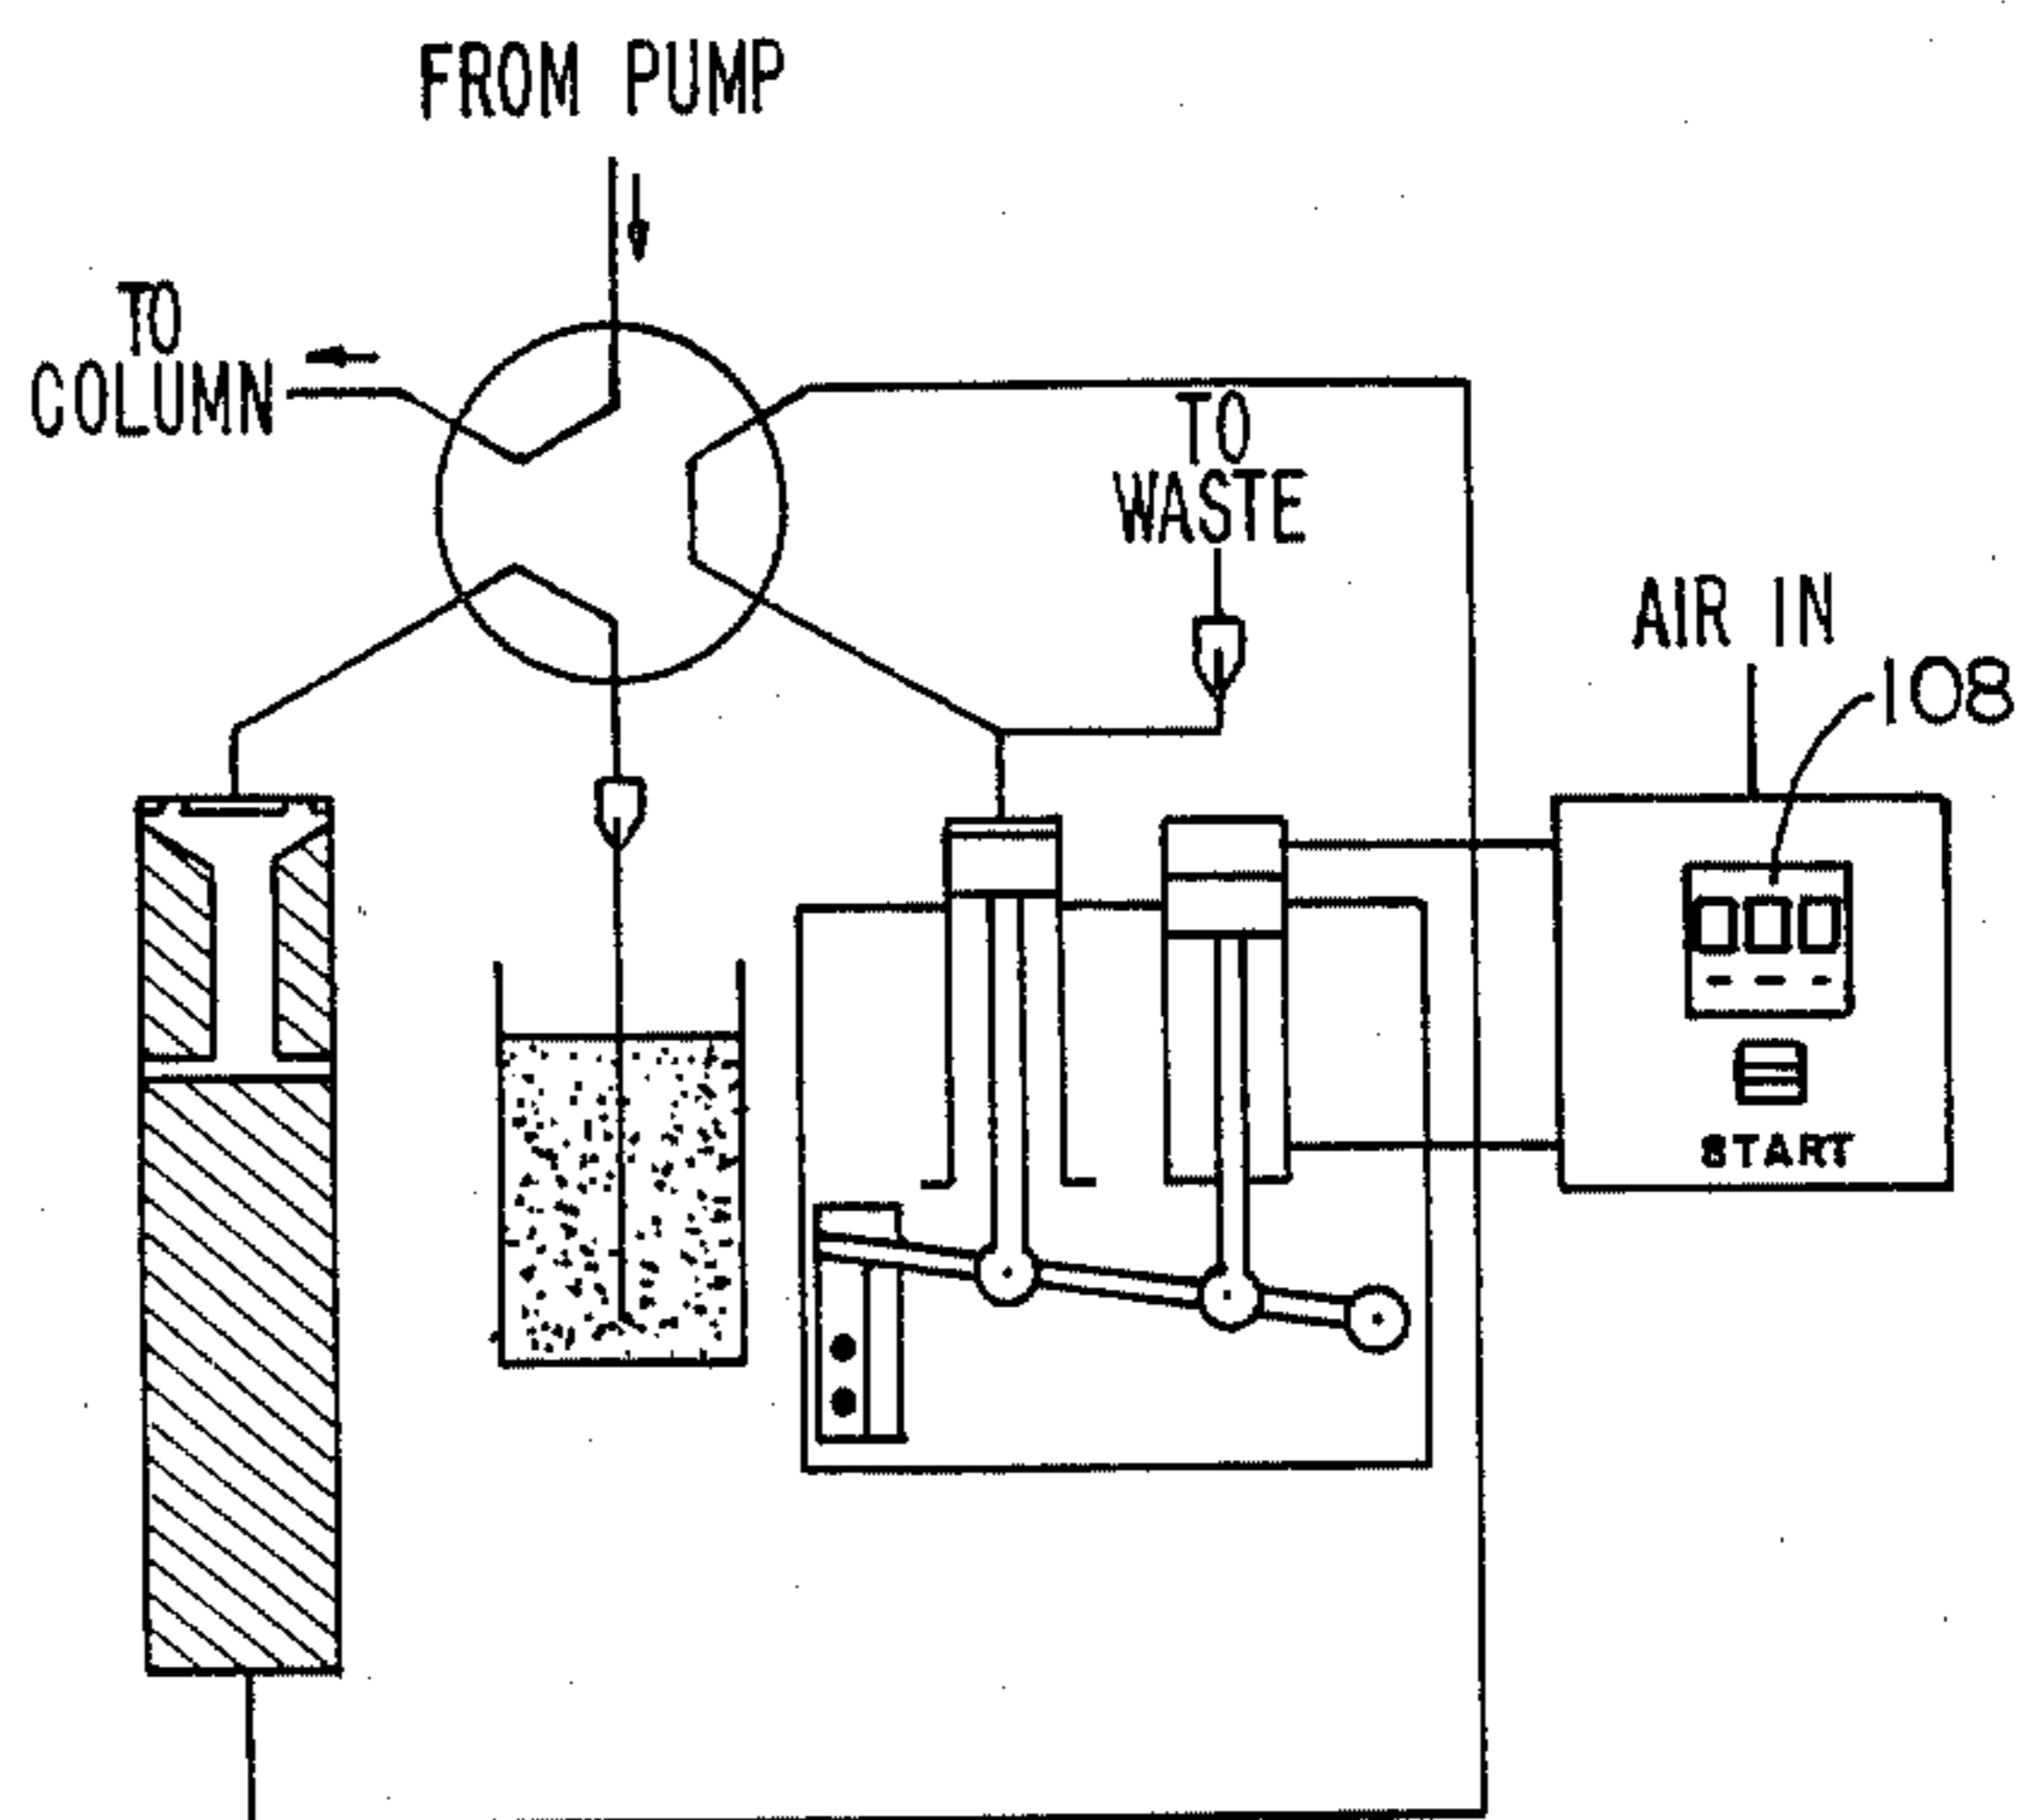 FROM PUMP
TO
COLUMN
TO
WASTE
AIR IN
108
START